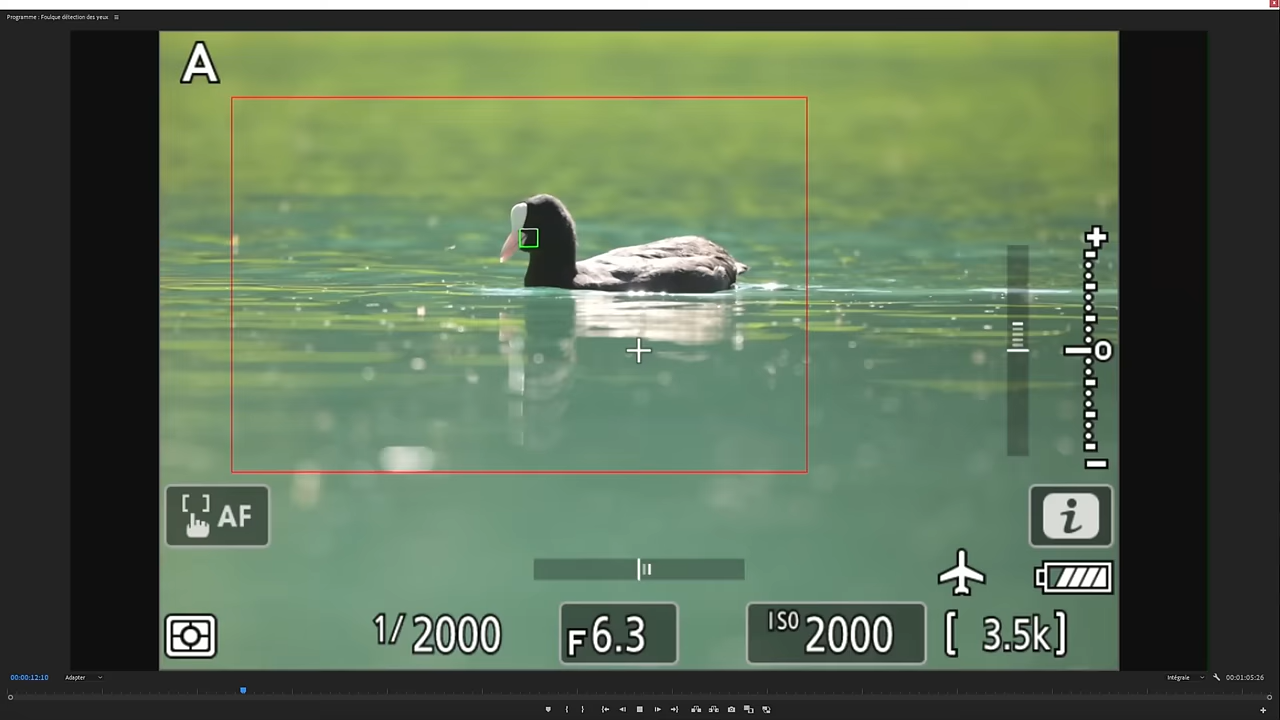 Programme : Foulque détection des yeux
A
AF
i
1/2000
F6.3
ISO 2000
[ 3.5k]
00:00:12:10
Adapter
Intégrale
00:01:05:26